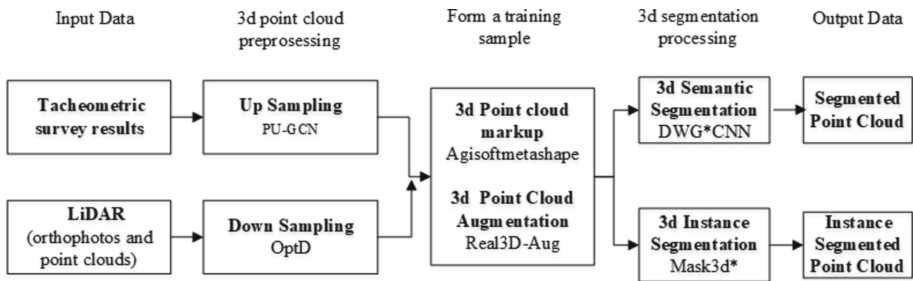 Input Data
3d point cloud
preprosessing
Form a training
sample
3d segmentation
processing
Output Data
Tacheometric
survey results
Up Sampling
PU-GCN
3d Point cloud
markup
Agisoftmetashape
3d Point Cloud
Augmentation
Real3D-Aug
3d Semantic
Segmentation
DWG*CNN
Segmented
Point Cloud
LiDAR
(orthophotos and
point clouds)
Down Sampling
OptD
3d Instance
Segmentation
Mask3d*
Instance
Segmented
Point Cloud